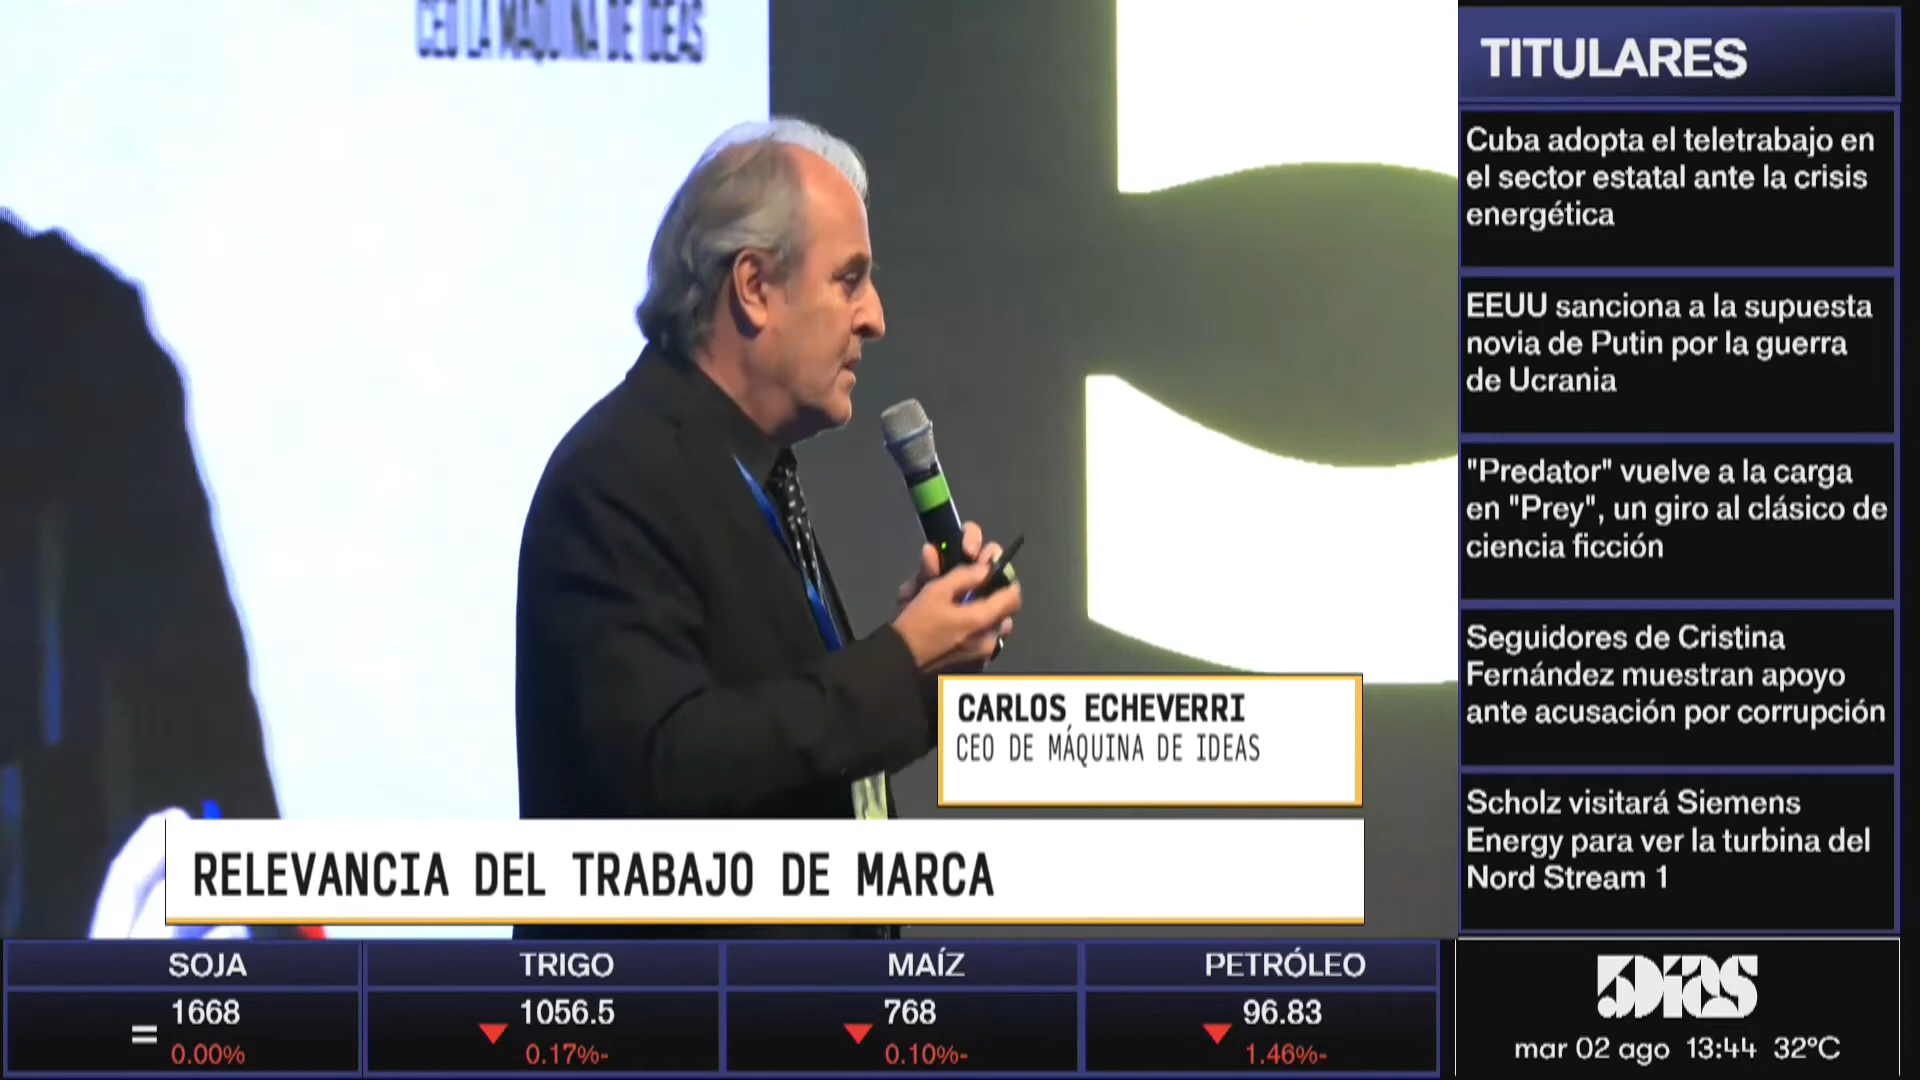 CEO LA MAQUINA DE IDEAS
TITULARES
Cuba adopta el teletrabajo en
el sector estatal ante la crisis
energética
EEUU sanciona a la supuesta
novia de Putin por la guerra
de Ucrania
"Predator" vuelve a la carga
en "Prey", un giro al clásico de
ciencia ficción
Seguidores de Cristina
Fernández muestran apoyo
ante acusación por corrupción
Scholz visitará Siemens
Energy para ver la turbina del
Nord Stream 1
CARLOS ECHEVERRI
CEO DE MÁQUINA DE IDEAS
RELEVANCIA DEL TRABAJO DE MARCA
SOJA
= 1668
0.00%
TRIGO
1056.5
0.17%-
MAÍZ
768
0.10%-
PETRÓLEO
96.83
1.46%-
5DIAS
mar 02 ago 13:44 32°C